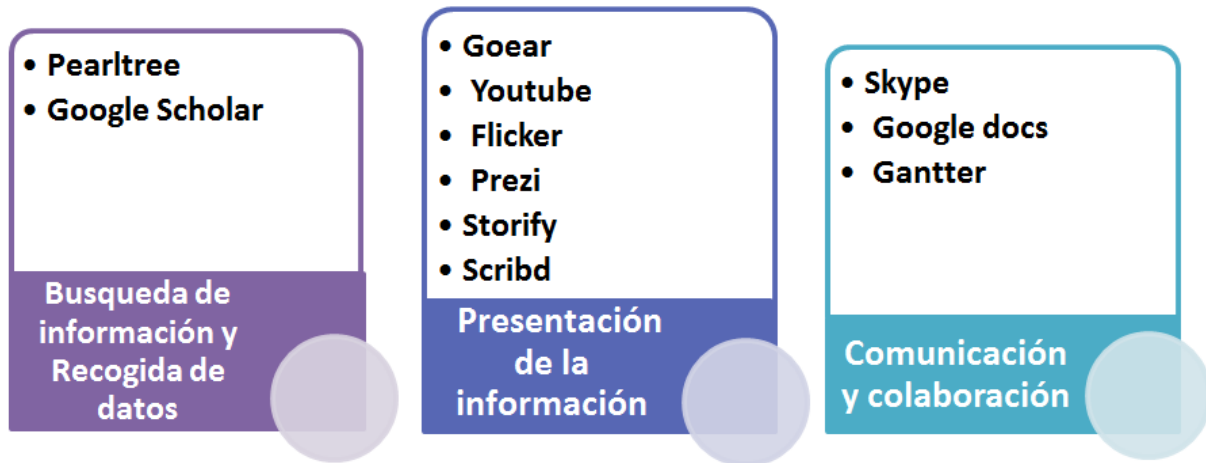 • Pearltree
• Google Scholar
Busqueda de
información y
Recogida de
datos
• Goear
• Youtube
• Flicker
• Prezi
• Storify
• Scribd
Presentación
de la
información
• Skype
• Google docs
• Gantter
Comunicación
y colaboración